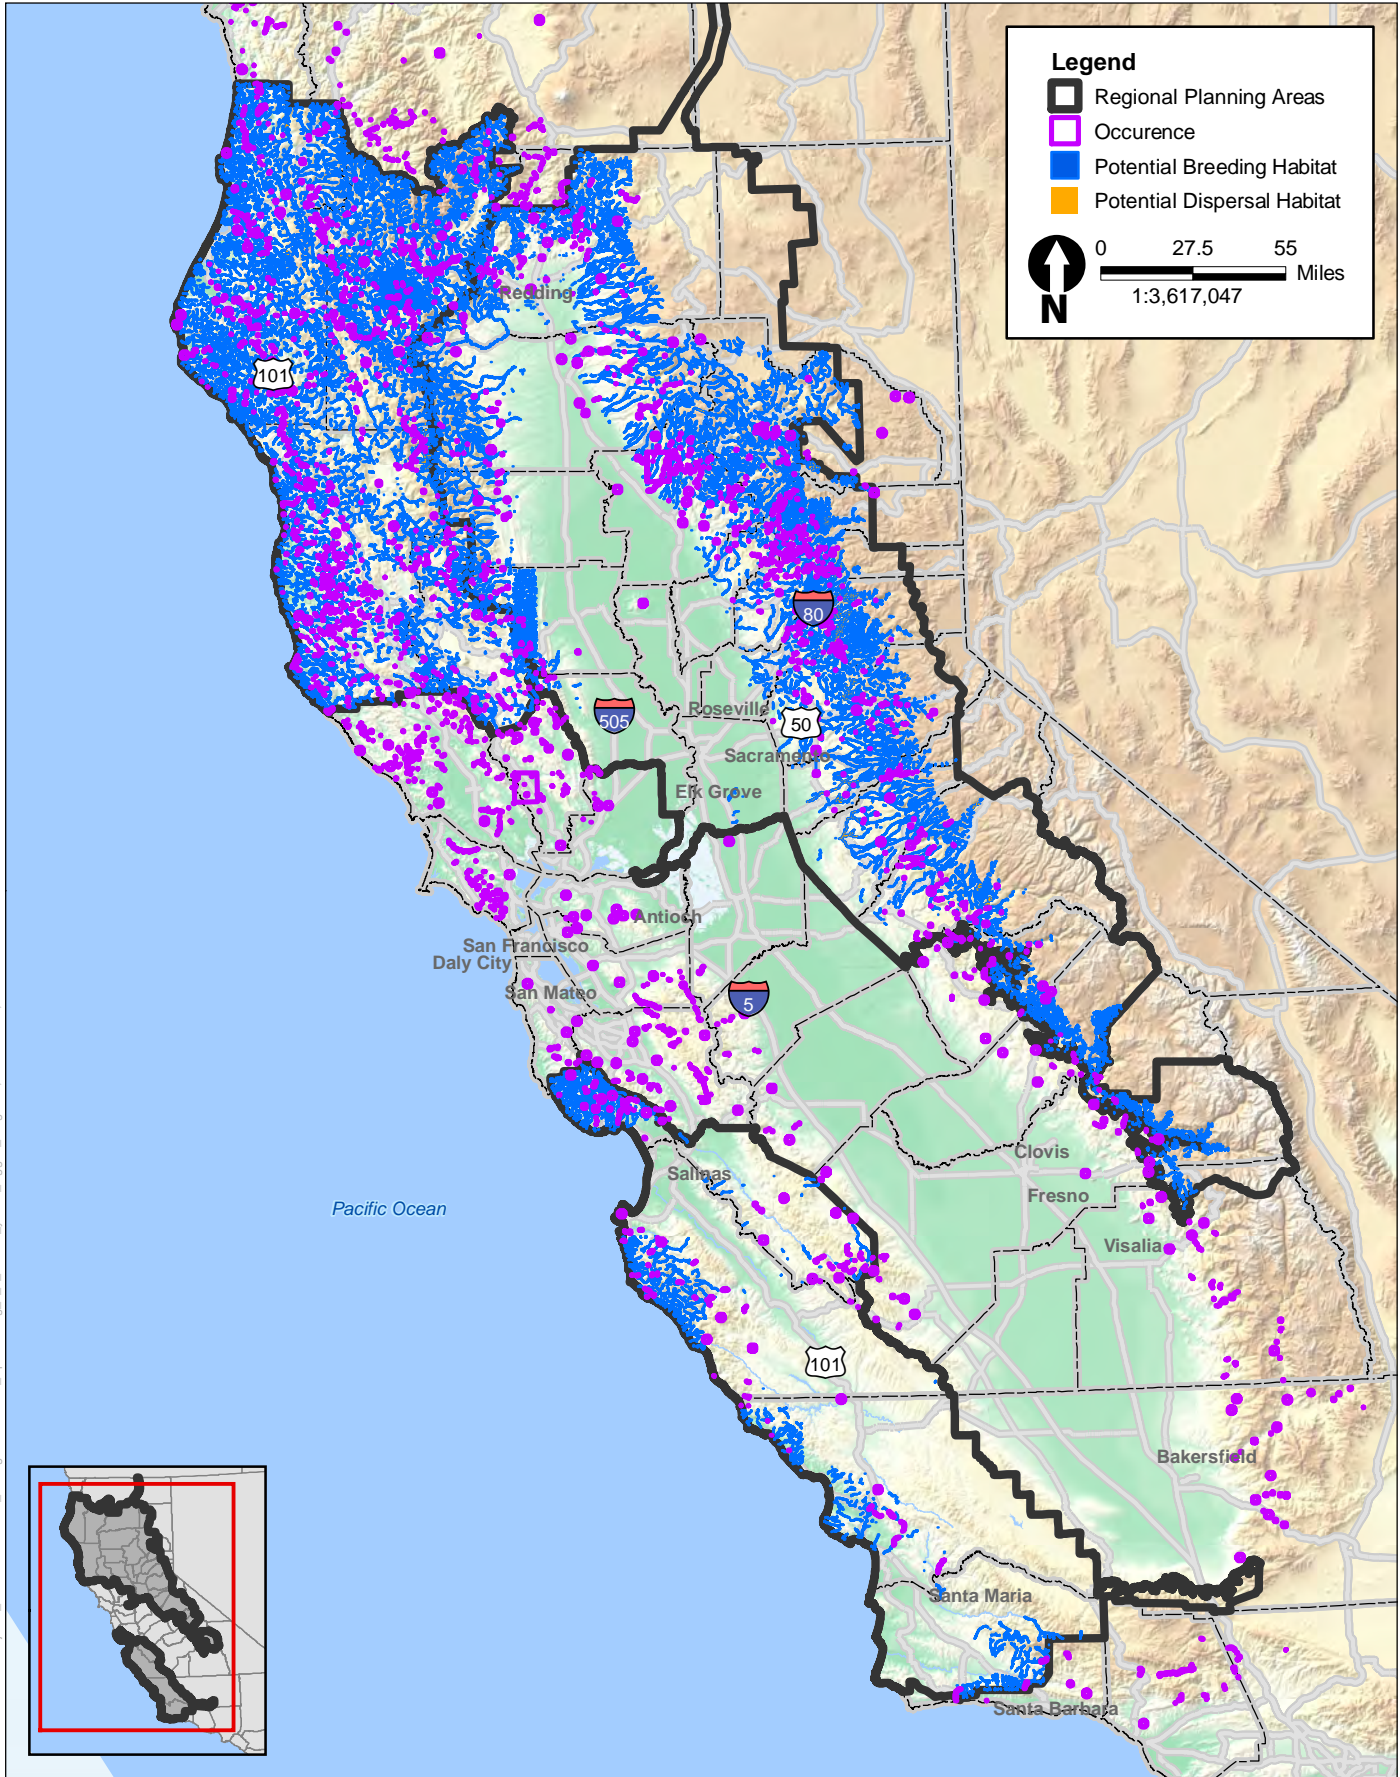 Legend
Regional Planning Areas
Occurence
Potential Breeding Habitat
Potential Dispersal Habitat
0 27.5 55
Miles
1:3,617,047
N
Redding
101
80
505
Roseville
50
Sacramento
Elk Grove
Antioch
San Francisco
Daly City
San Mateo
5
Clovis
Salinas
Fresno
Pacific Ocean
Visalia
101
Bakersfield
Santa Maria
Santa Barbara